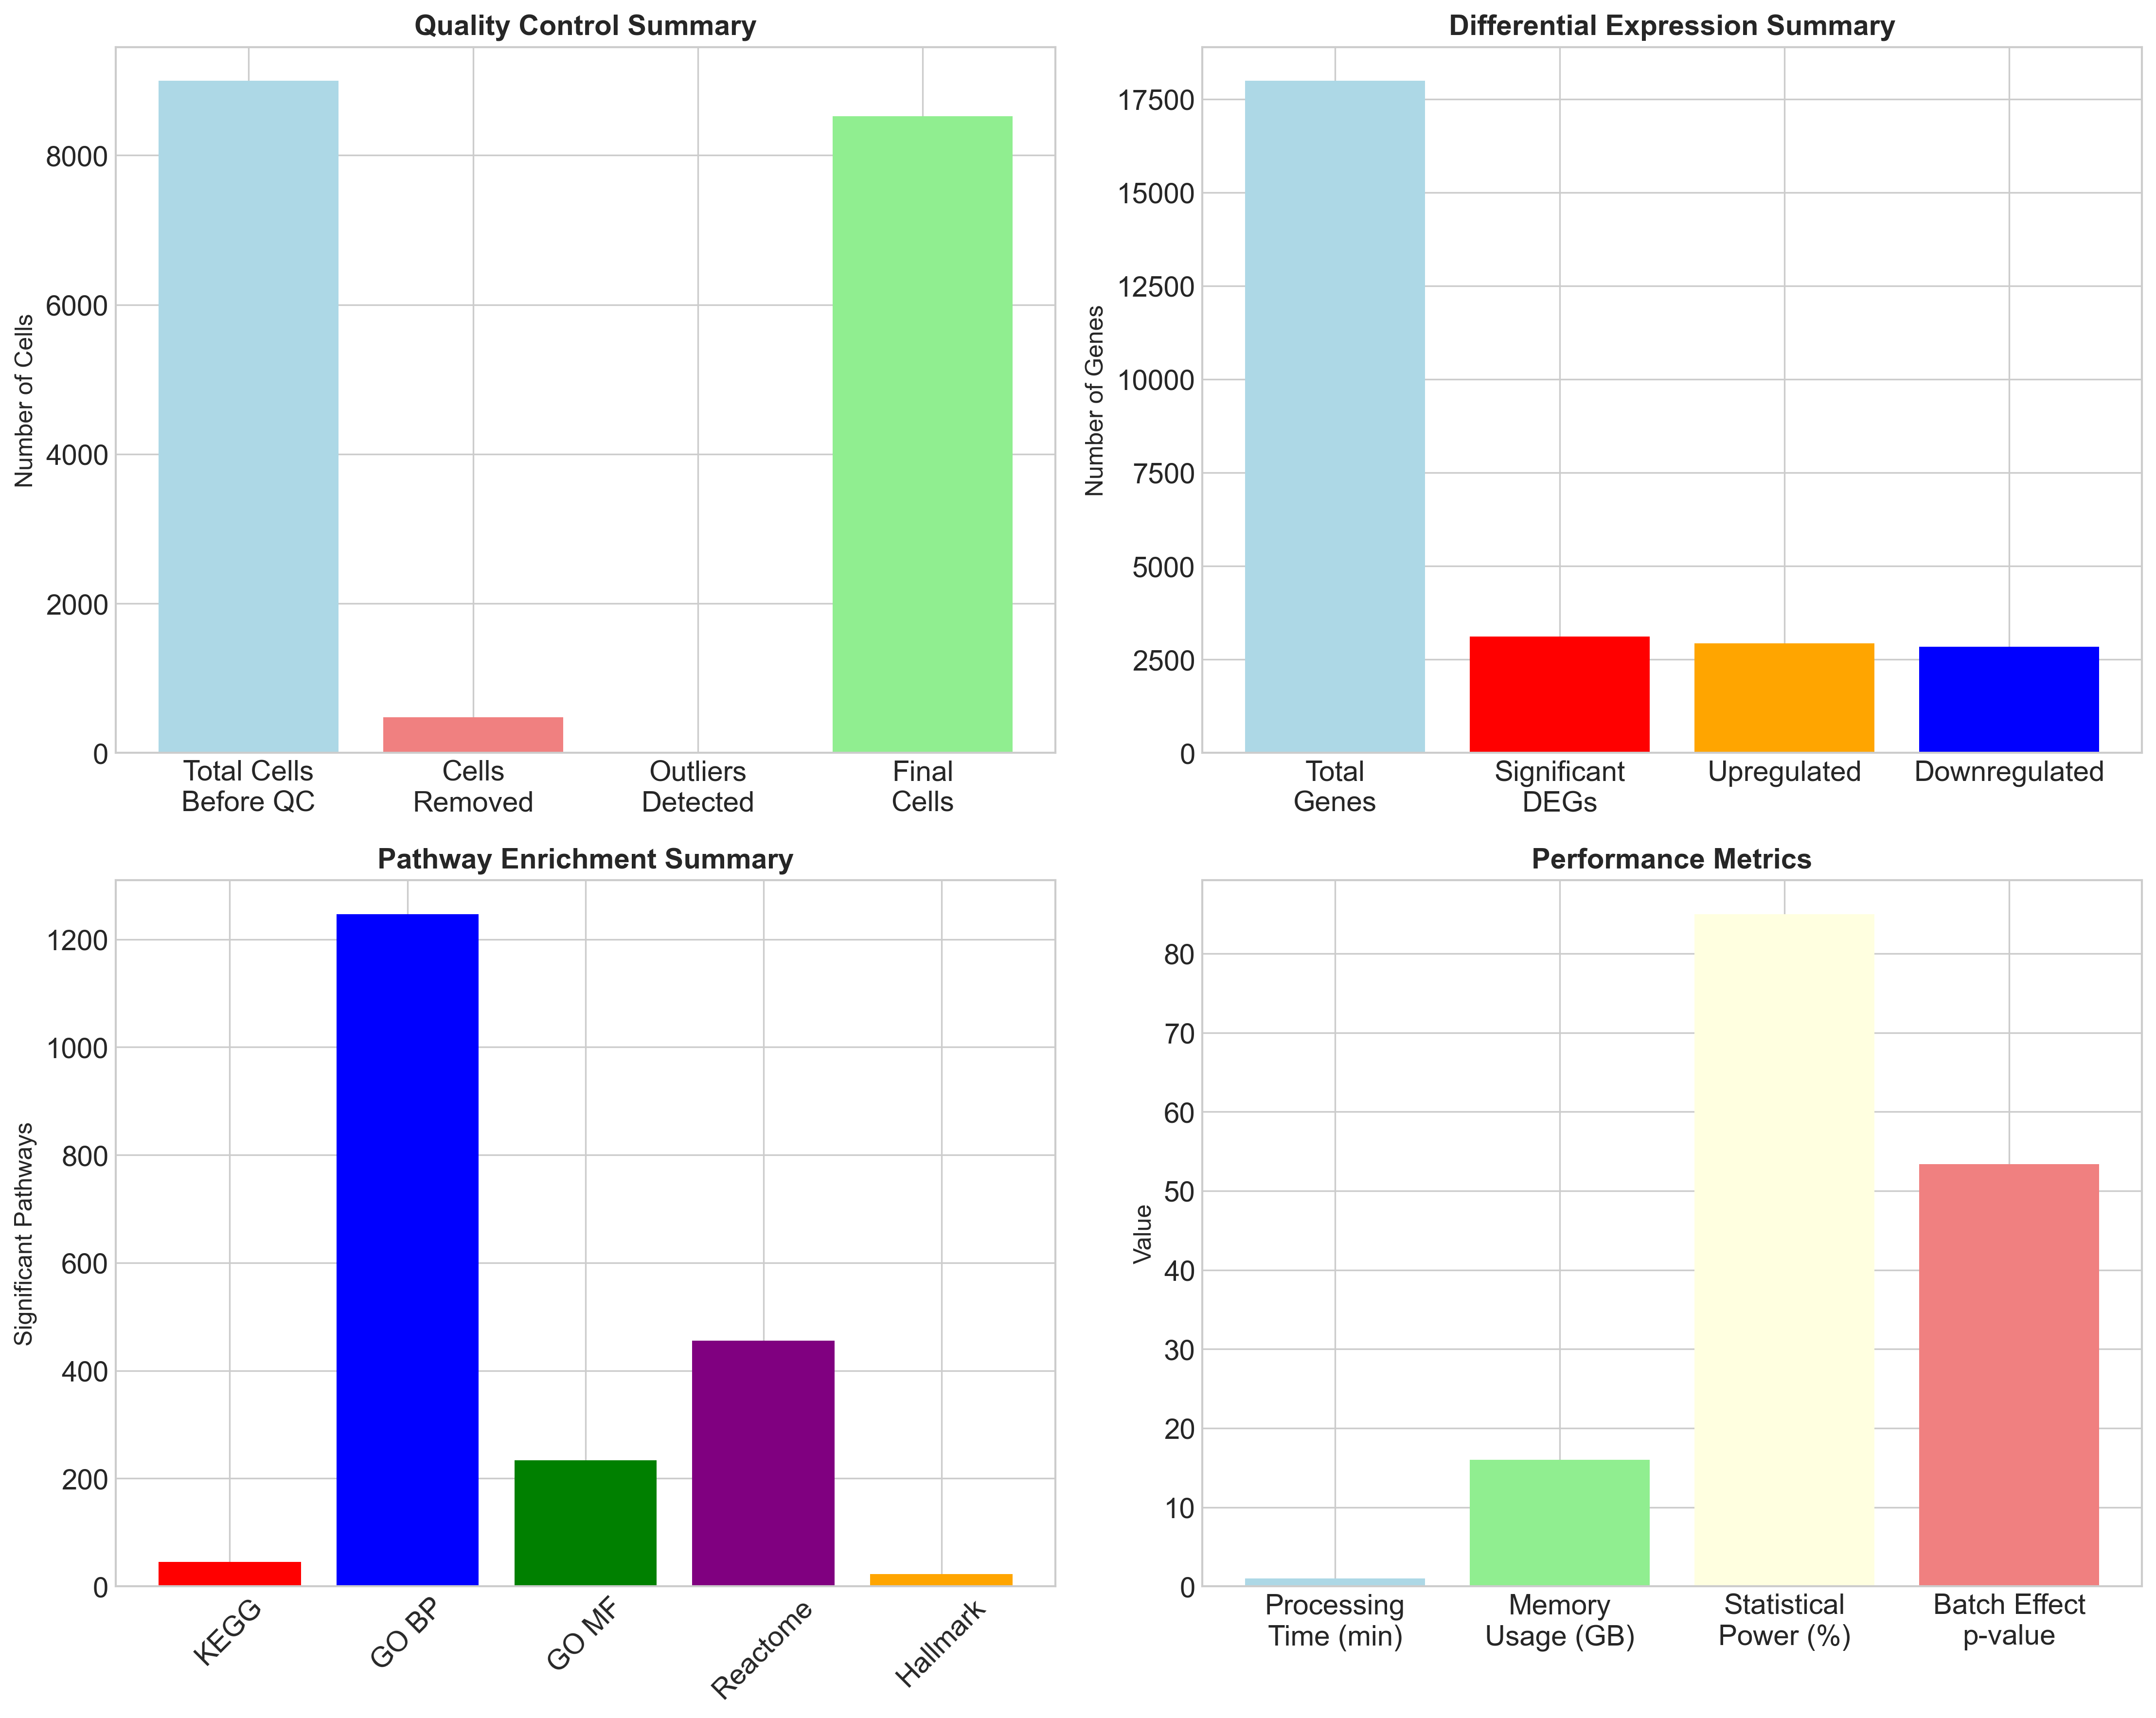 Quality Control Summary
Number of Cells
8000
6000
4000
2000
0
Total Cells
Before QC
Cells
Removed
Outliers
Detected
Final
Cells
Differential Expression Summary
Number of Genes
17500
15000
12500
10000
7500
5000
2500
0
Total
Genes
Significant
DEGs
Upregulated
Downregulated
Pathway Enrichment Summary
Significant Pathways
1200
1000
800
600
400
200
0
KEGG
GO BP
GO MF
Reactome
Hallmark
Performance Metrics
Value
80
70
60
50
40
30
20
10
0
Processing
Time (min)
Memory
Usage (GB)
Statistical
Power (%)
Batch Effect
p-value